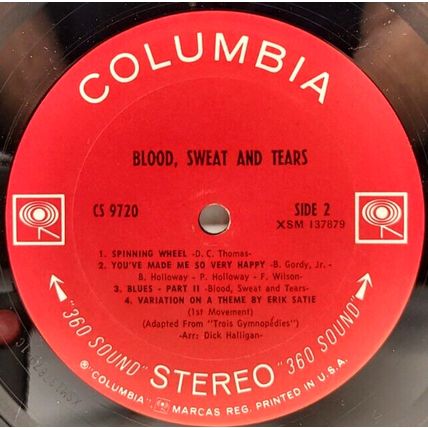 COLUMBIA
BLOOD, SWEAT AND TEARS
CS 9720
SIDE 2
XSM 137879
1. SPINNING WHEEL -D. C. Thomas-
2. YOU'VE MADE ME SO VERY HAPPY -B. Gordy, Jr. -
B. Holloway - P. Holloway - F. Wilson-
3. BLUES - PART II -Blood, Sweat and Tears-
4. VARIATION ON A THEME BY ERIK SATIE
(1st Movement)
(Adapted From "Trois Gymnopédies")
-Arr: Dick Halligan-
"360 SOUND" STEREO "360 SOUND"
® "COLUMBIA", MARCAS REG. PRINTED IN U.S.A.